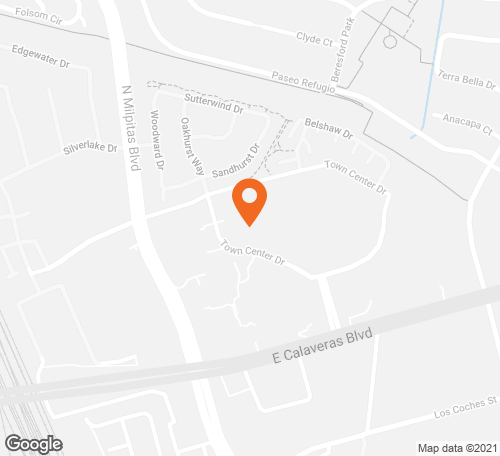 Folsom Cir
Clyde Ct
Beresford Park
Edgewater Dr
Paseo Refugio
Terra Bella Dr
N Milpitas Blvd
Sutterwind Dr
Anacapa Ct
Belshaw Dr
Woodward Dr
Oakhurst Way
Silverlake Dr
Sandhurst Dr
Town Center Dr
Town Center Dr
E Calaveras Blvd
Los Coches St
Google
Map data ©2021